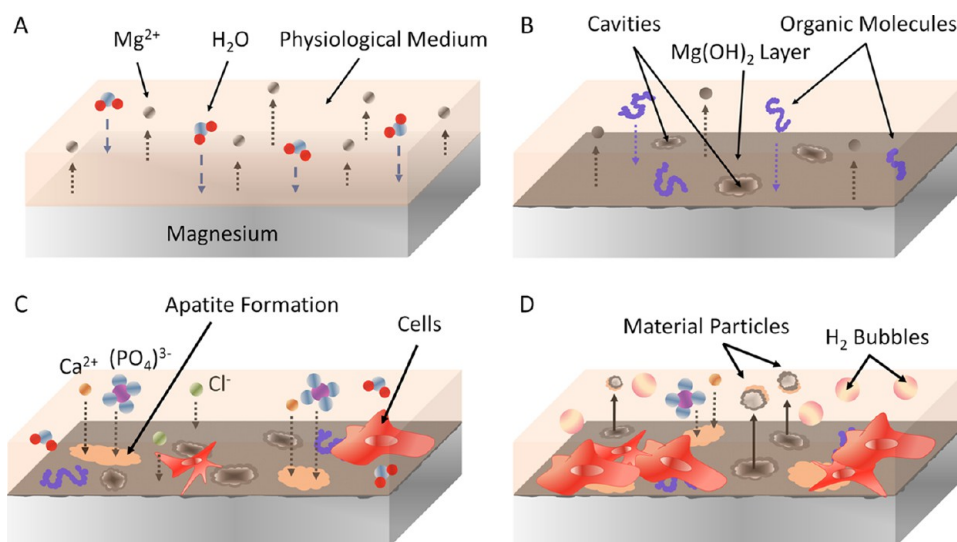 A
Mg²⁺
H₂O
Physiological Medium
Magnesium
B
Cavities
Organic Molecules
Mg(OH)₂ Layer
C
Apatite Formation
Cells
Ca²⁺
(PO₄)³⁻
Cl⁻
D
Material Particles
H₂ Bubbles